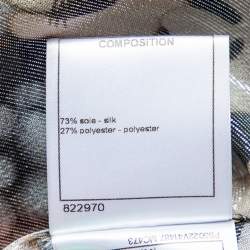 COMPOSITION
73% soie - silk
27% polyester - polyester
822970